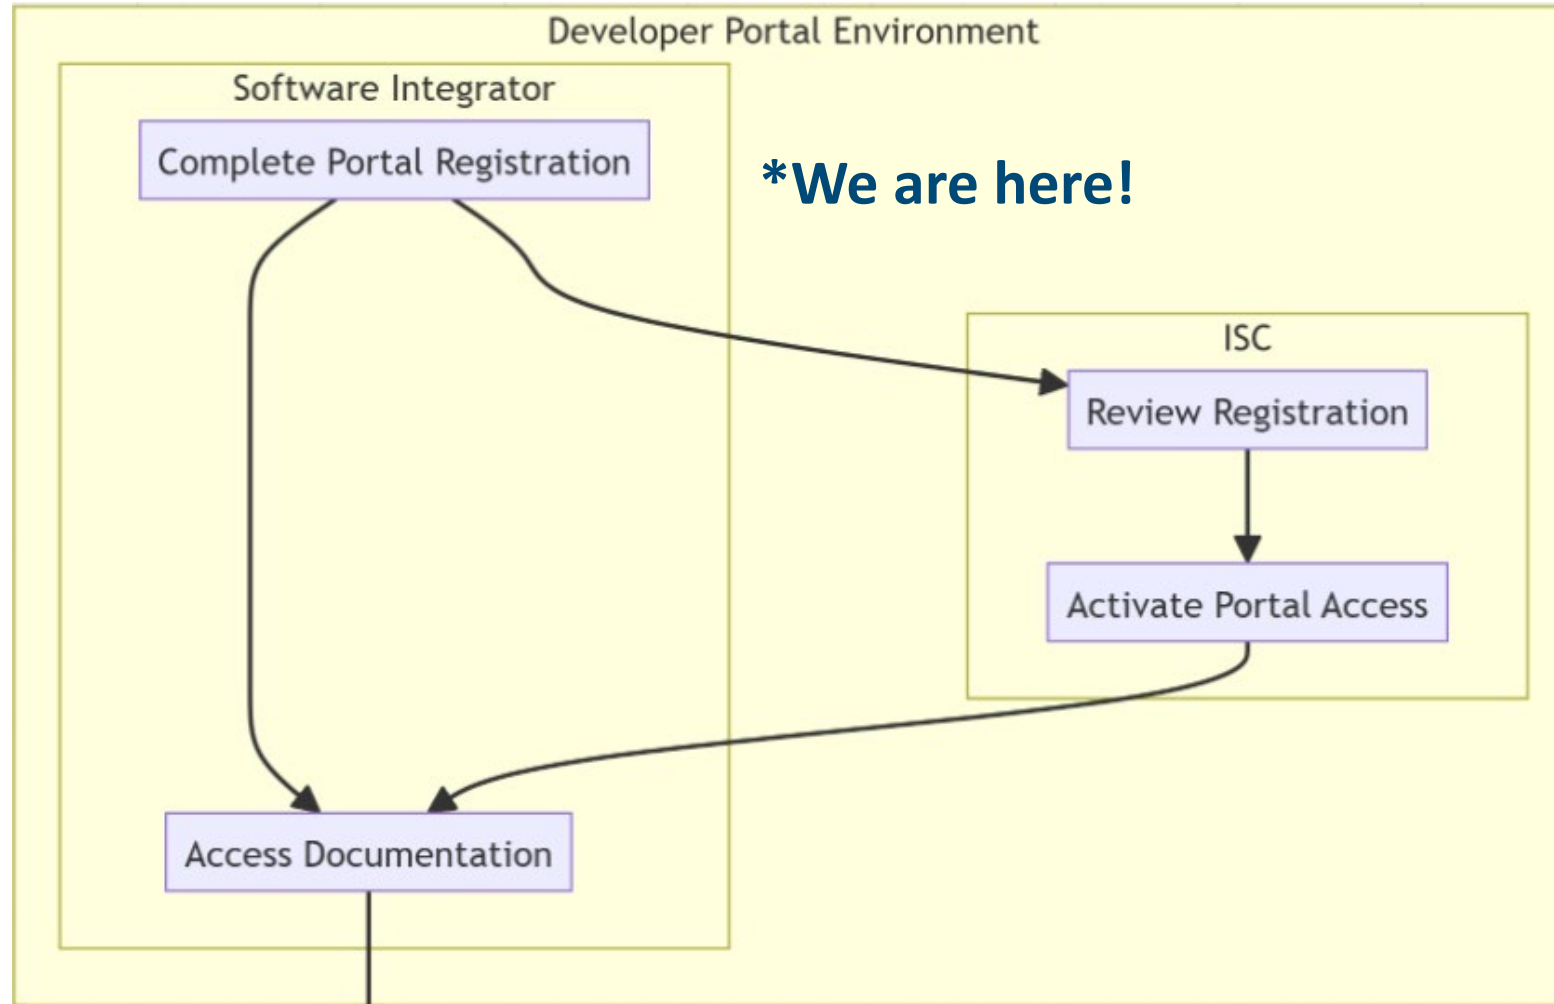 Developer Portal Environment
Software Integrator
Complete Portal Registration
*We are here!
ISC
Review Registration
Activate Portal Access
Access Documentation